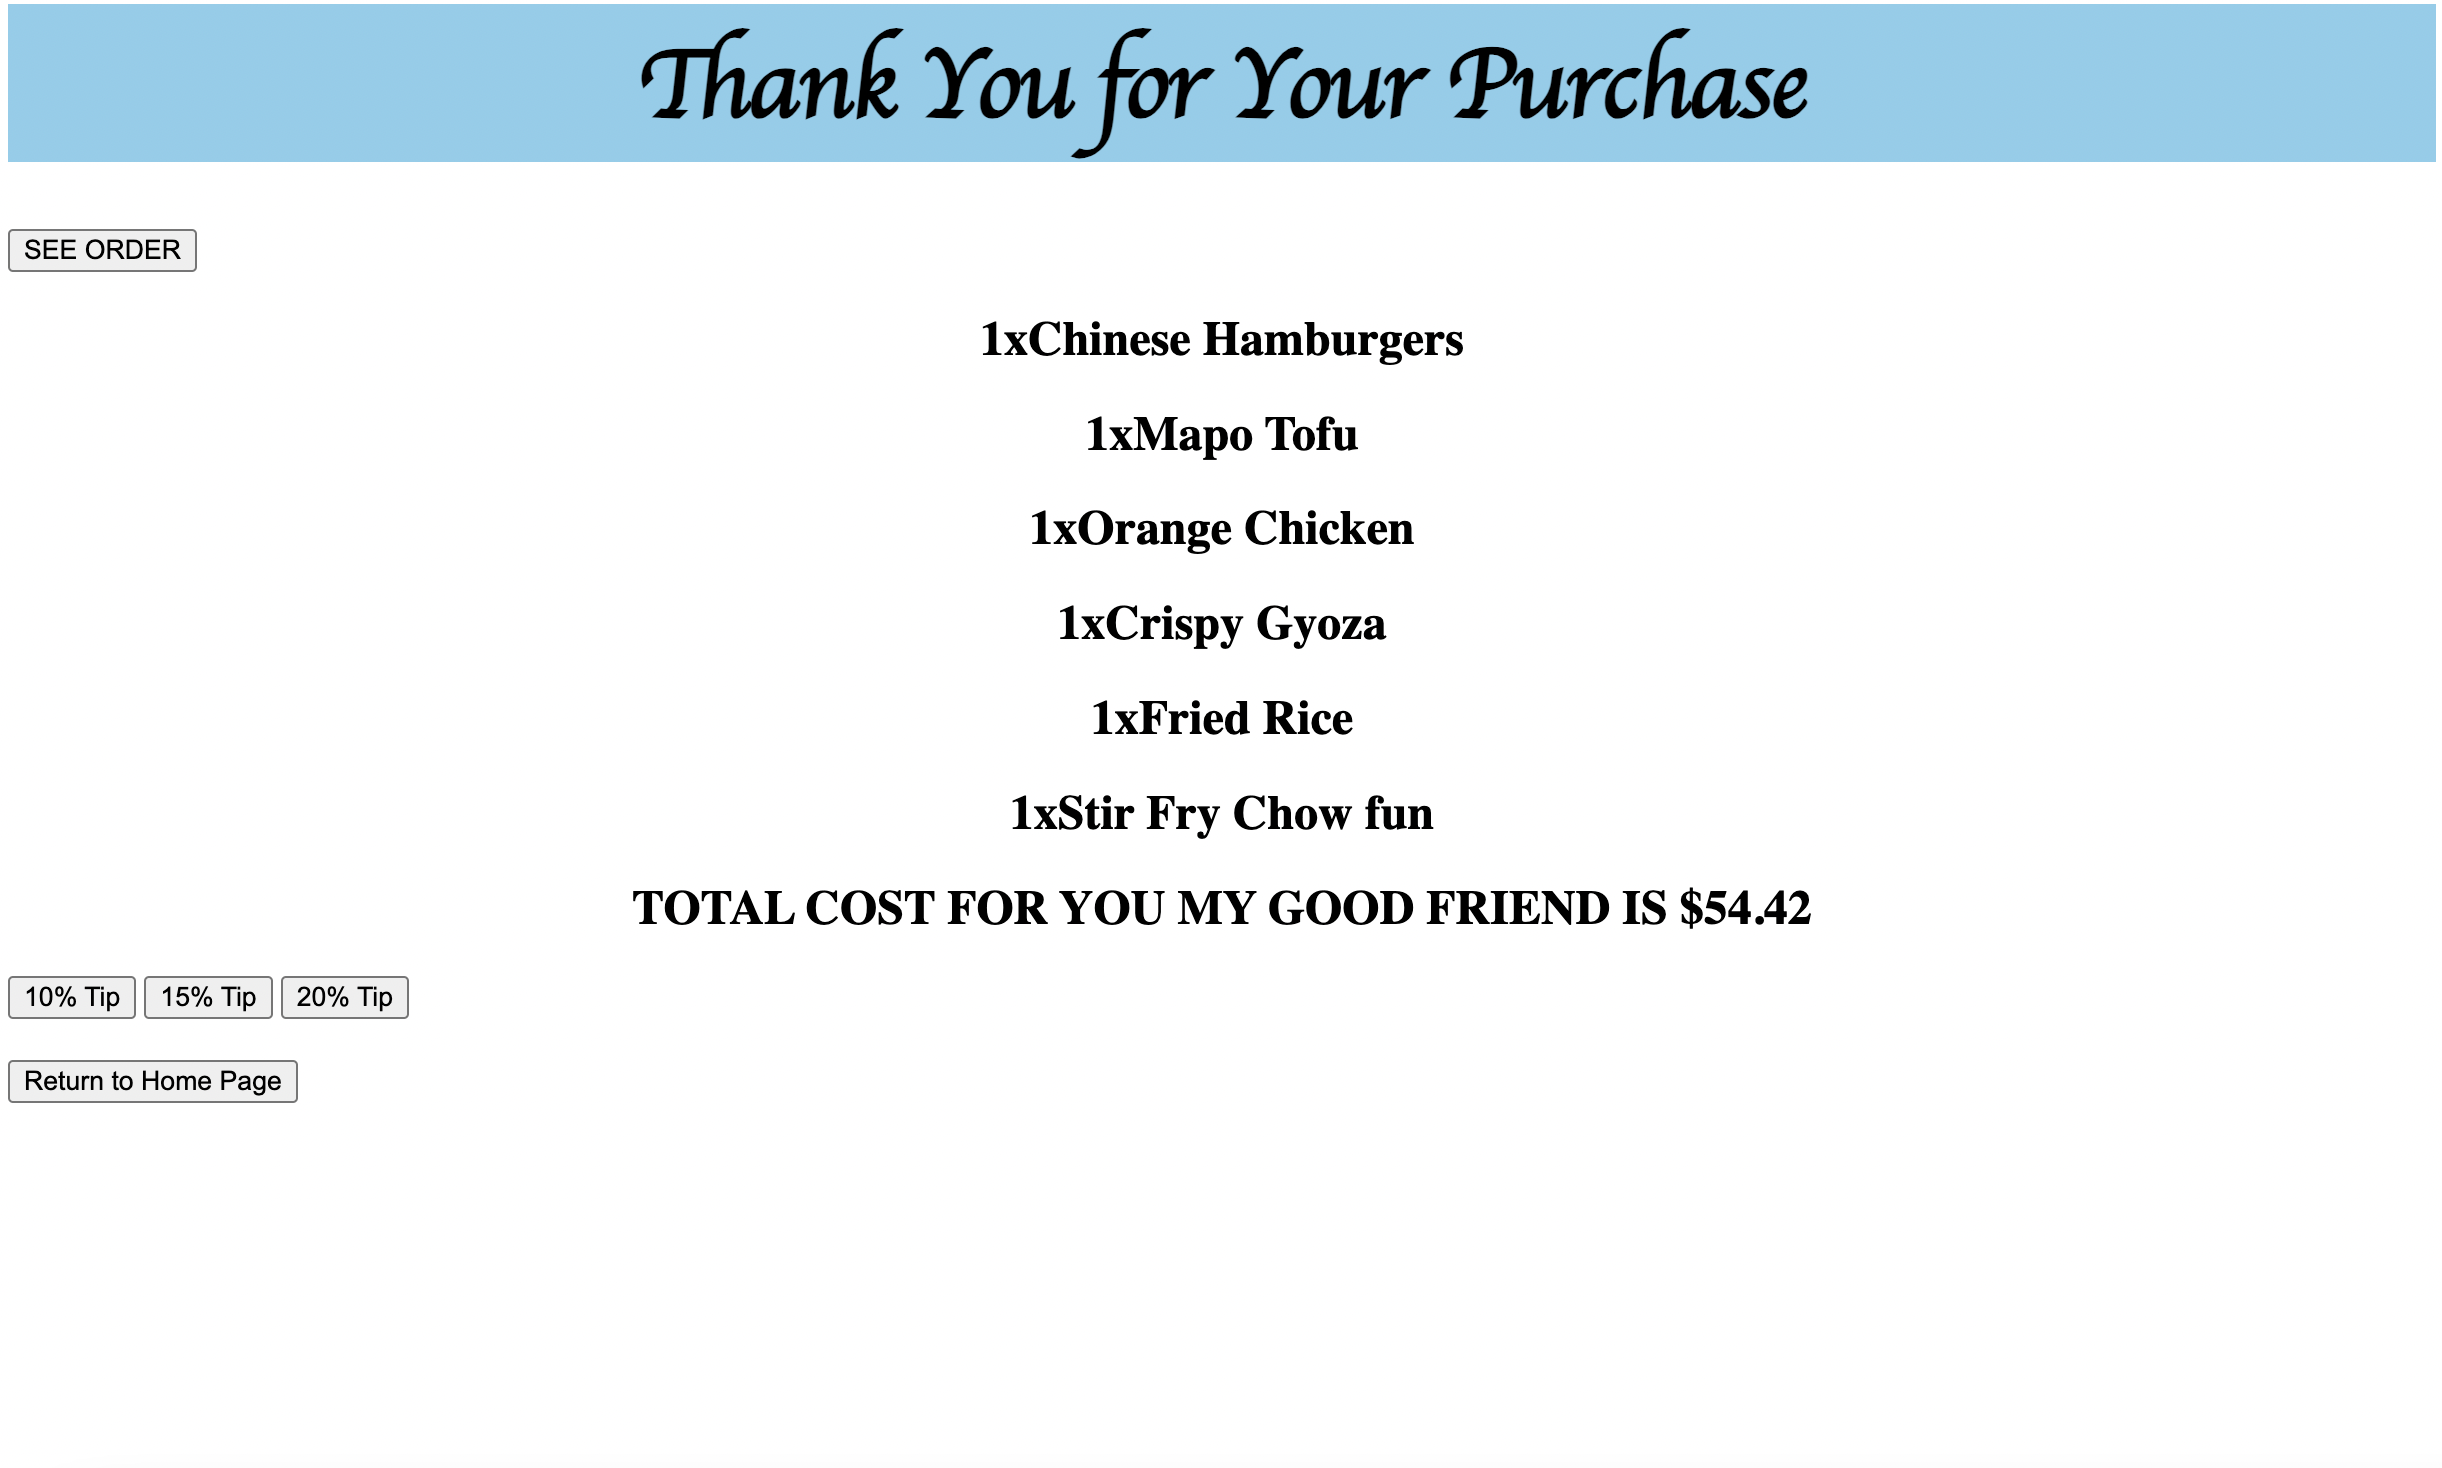 Thank You for Your Purchase
SEE ORDER
1xChinese Hamburgers
1xMapo Tofu
1xOrange Chicken
1xCrispy Gyoza
1xFried Rice
1xStir Fry Chow fun
TOTAL COST FOR YOU MY GOOD FRIEND IS $54.42
10% Tip 15% Tip 20% Tip
Return to Home Page